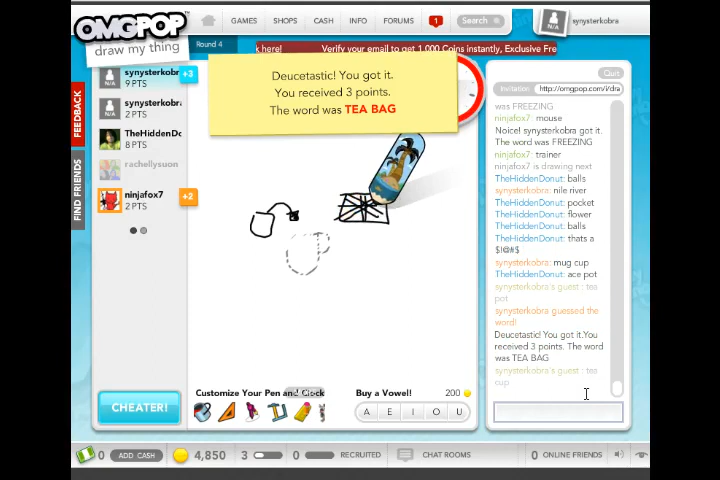 OMGPOP
draw my thing
GAMES
SHOPS
CASH
INFO
FORUMS
1
Search
N/A
synysterkobra
Round 4
k here!
Verify your email to get 1,000 Coins instantly, Exclusive Fre
Deucetastic! You got it.
You received 3 points.
The word was TEA BAG
FEEDBACK
FIND FRIENDS
N/A
synysterkobr
+3
9 PTS
N/A
synysterkobra
2 PTS
TheHiddenDo
8 PTS
rachellysuon
ninjafox7
+2
2 PTS
CHEATER!
Customize Your Pen and Clock
Buy a Vowel!
200
A E I O U
Quit
Invitation
http://omgpop.com/i/dra
was FREEZING
ninjafox7: mouse
Noice! synysterkobra got it.
The word was FREEZING
ninjafox7: trainer
ninjafox7 is drawing next
TheHiddenDonut: balls
synysterkobra: nile river
TheHiddenDonut: pocket
TheHiddenDonut: flower
TheHiddenDonut: balls
TheHiddenDonut: thats a
$!@#$
synysterkobra: mug cup
TheHiddenDonut: ace pot
synysterkobra's guest : tea
pot
synysterkobra guessed the
word!
Deucetastic! You got it.You
received 3 points. The word
was TEA BAG
synysterkobra's guest : tea
cup
0
ADD CASH
4,850
3
0
RECRUITED
CHAT ROOMS
0 ONLINE FRIENDS